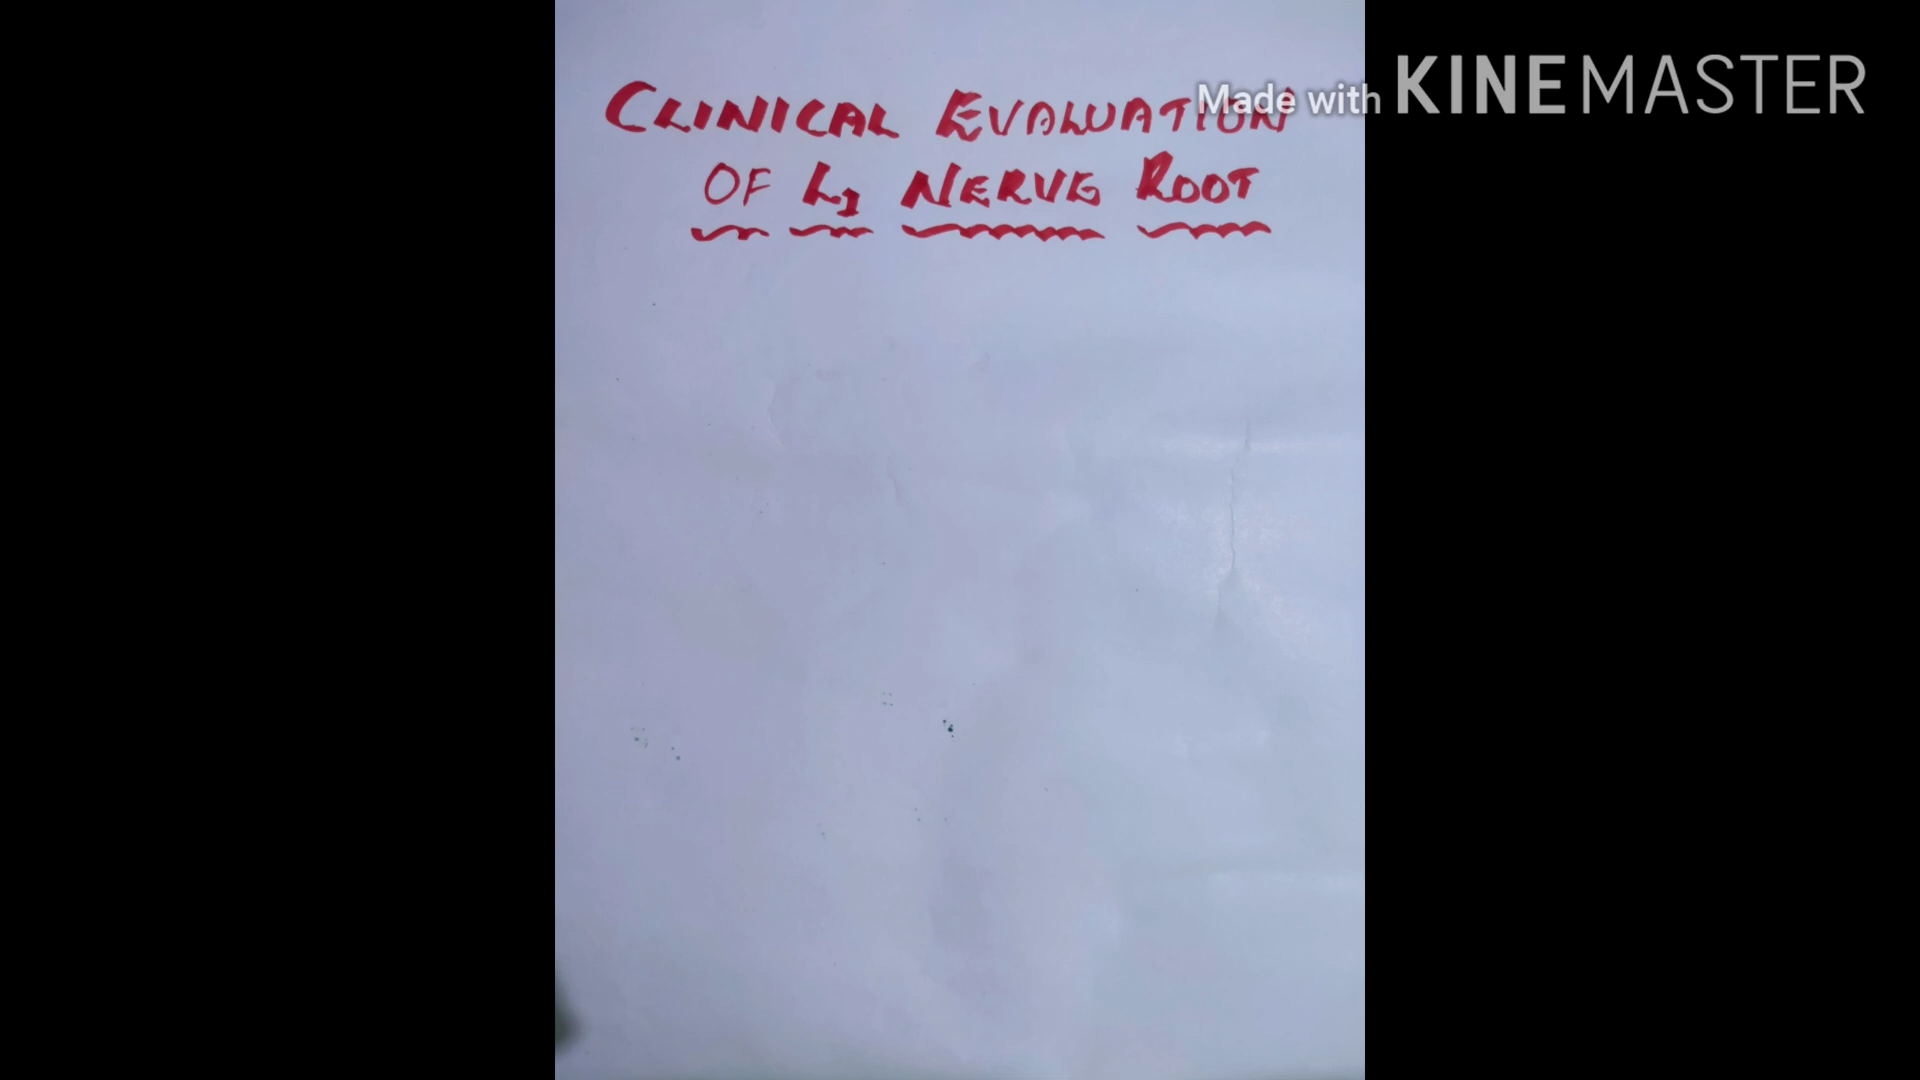 CLINICAL EVALUATION
OF L1 NERVE ROOT
Made with KINEMASTER